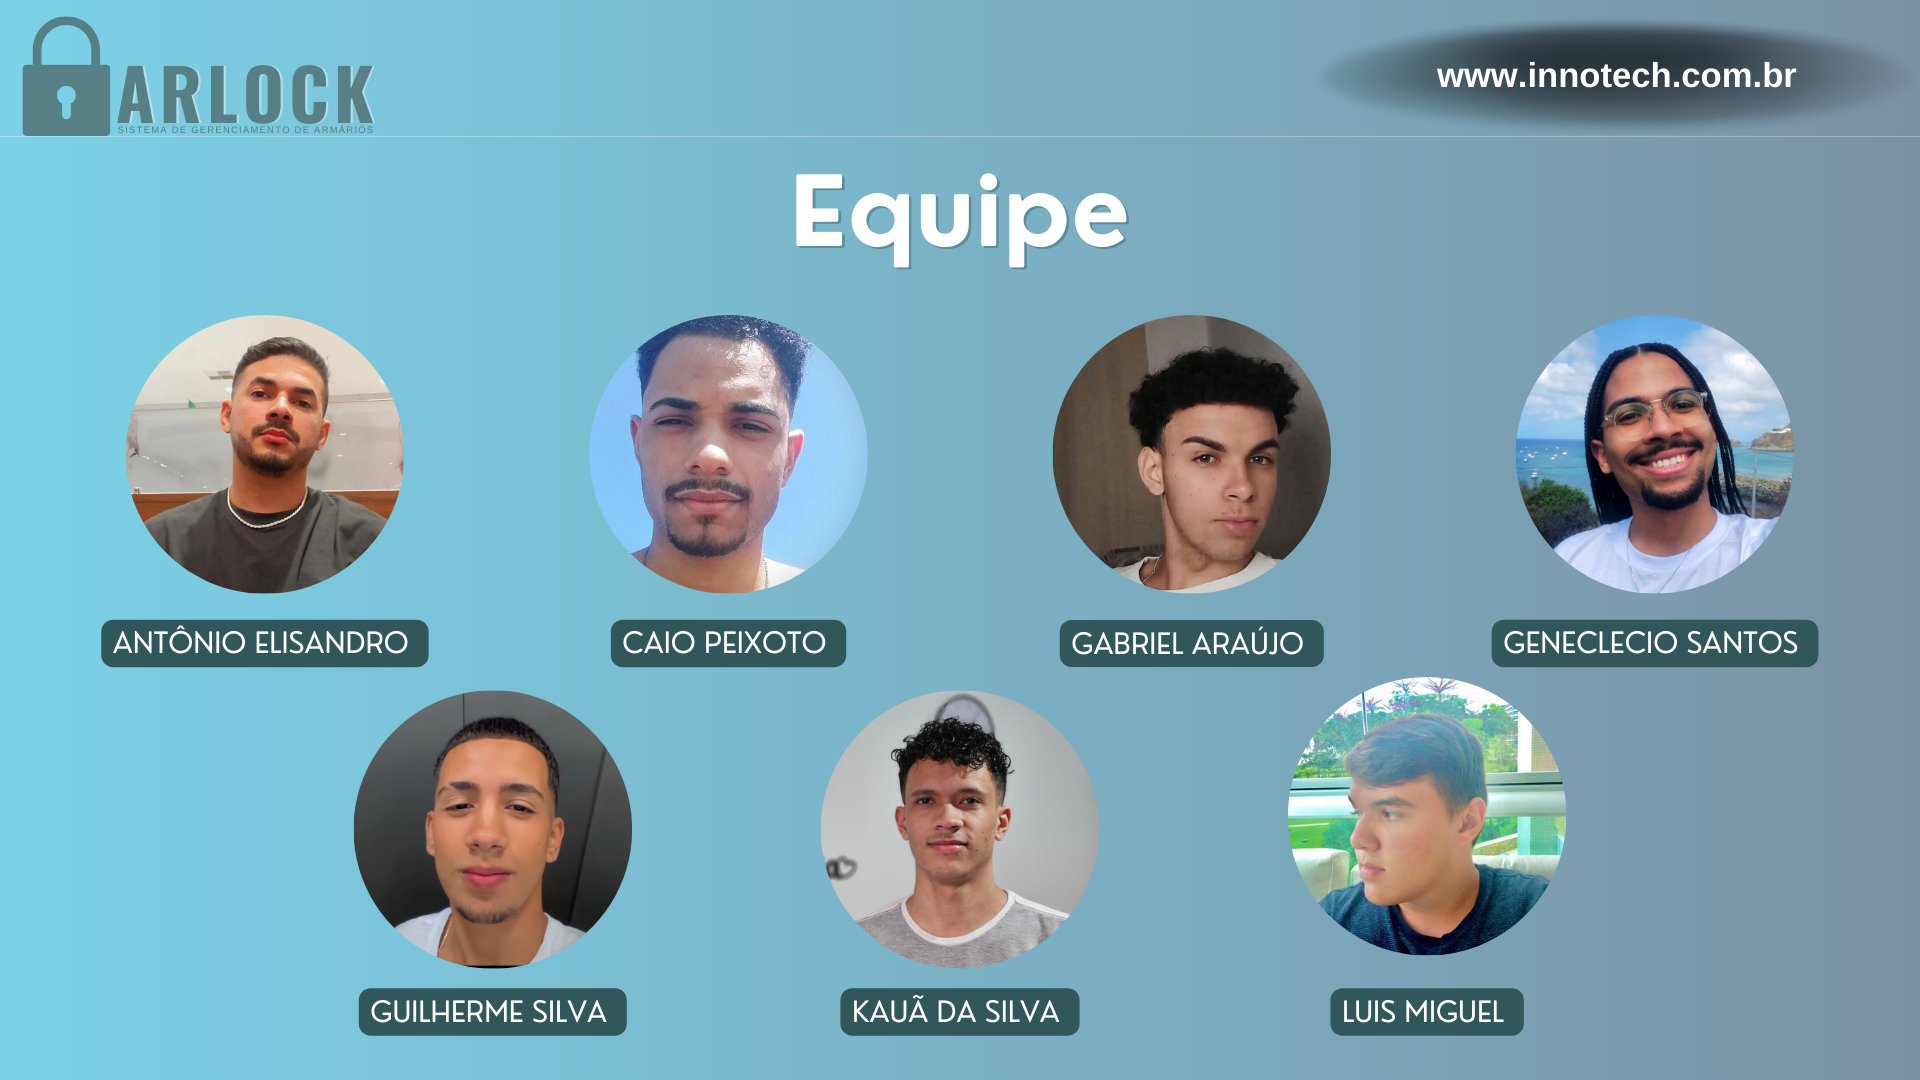 ARLOCK
SISTEMA DE GERENCIAMENTO DE ARMÁRIOS
www.innotech.com.br
Equipe
ANTÔNIO ELISANDRO
CAIO PEIXOTO
GABRIEL ARAÚJO
GENECLECIO SANTOS
GUILHERME SILVA
KAUÃ DA SILVA
LUIS MIGUEL